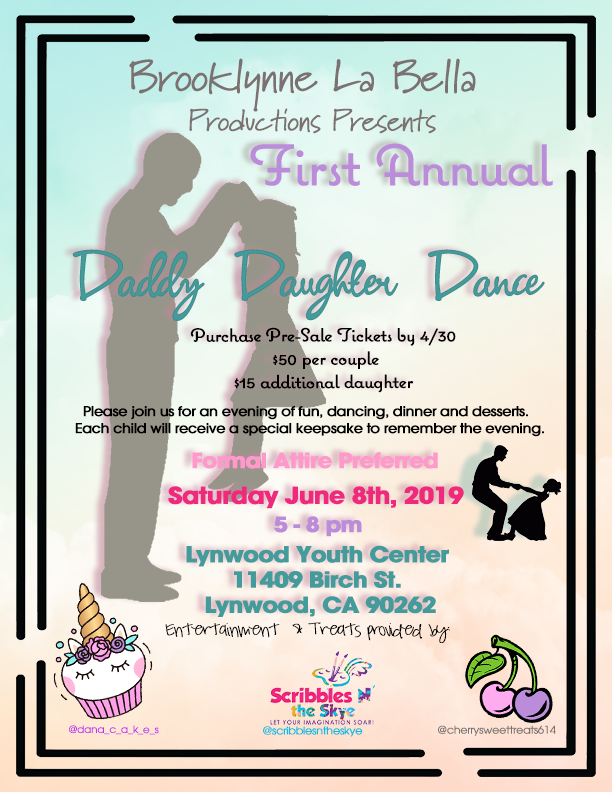 Brooklynne La Bella
Productions Presents
First Annual
Daddy Daughter Dance
Purchase Pre-Sale Tickets by 4/30
$50 per couple
$15 additional daughter
Please join us for an evening of fun, dancing, dinner and desserts.
Each child will receive a special keepsake to remember the evening.
Formal Attire Preferred
Saturday June 8th, 2019
5 - 8 pm
Lynwood Youth Center
11409 Birch St.
Lynwood, CA 90262
Entertainment & Treats provided by:
Scribbles N
the Skye
LET YOUR IMAGINATION SOAR!
@dana_c_a_k_e_s
@scribblesntheskye
@cherrysweettreats614